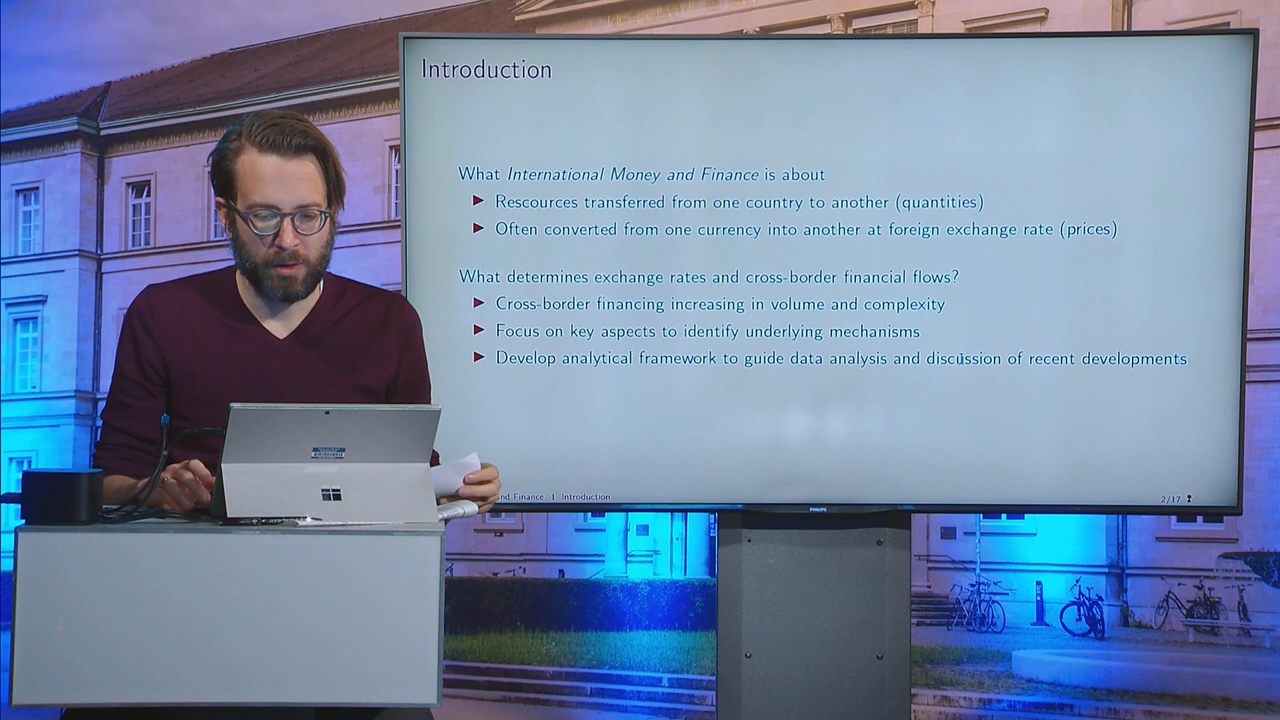 Introduction
What International Money and Finance is about
Rescources transferred from one country to another (quantities)
Often converted from one currency into another at foreign exchange rate (prices)
What determines exchange rates and cross-border financial flows?
Cross-border financing increasing in volume and complexity
Focus on key aspects to identify underlying mechanisms
Develop analytical framework to guide data analysis and discussion of recent developments
nd Finance: 1. Introduction
2/17
PHILIPS